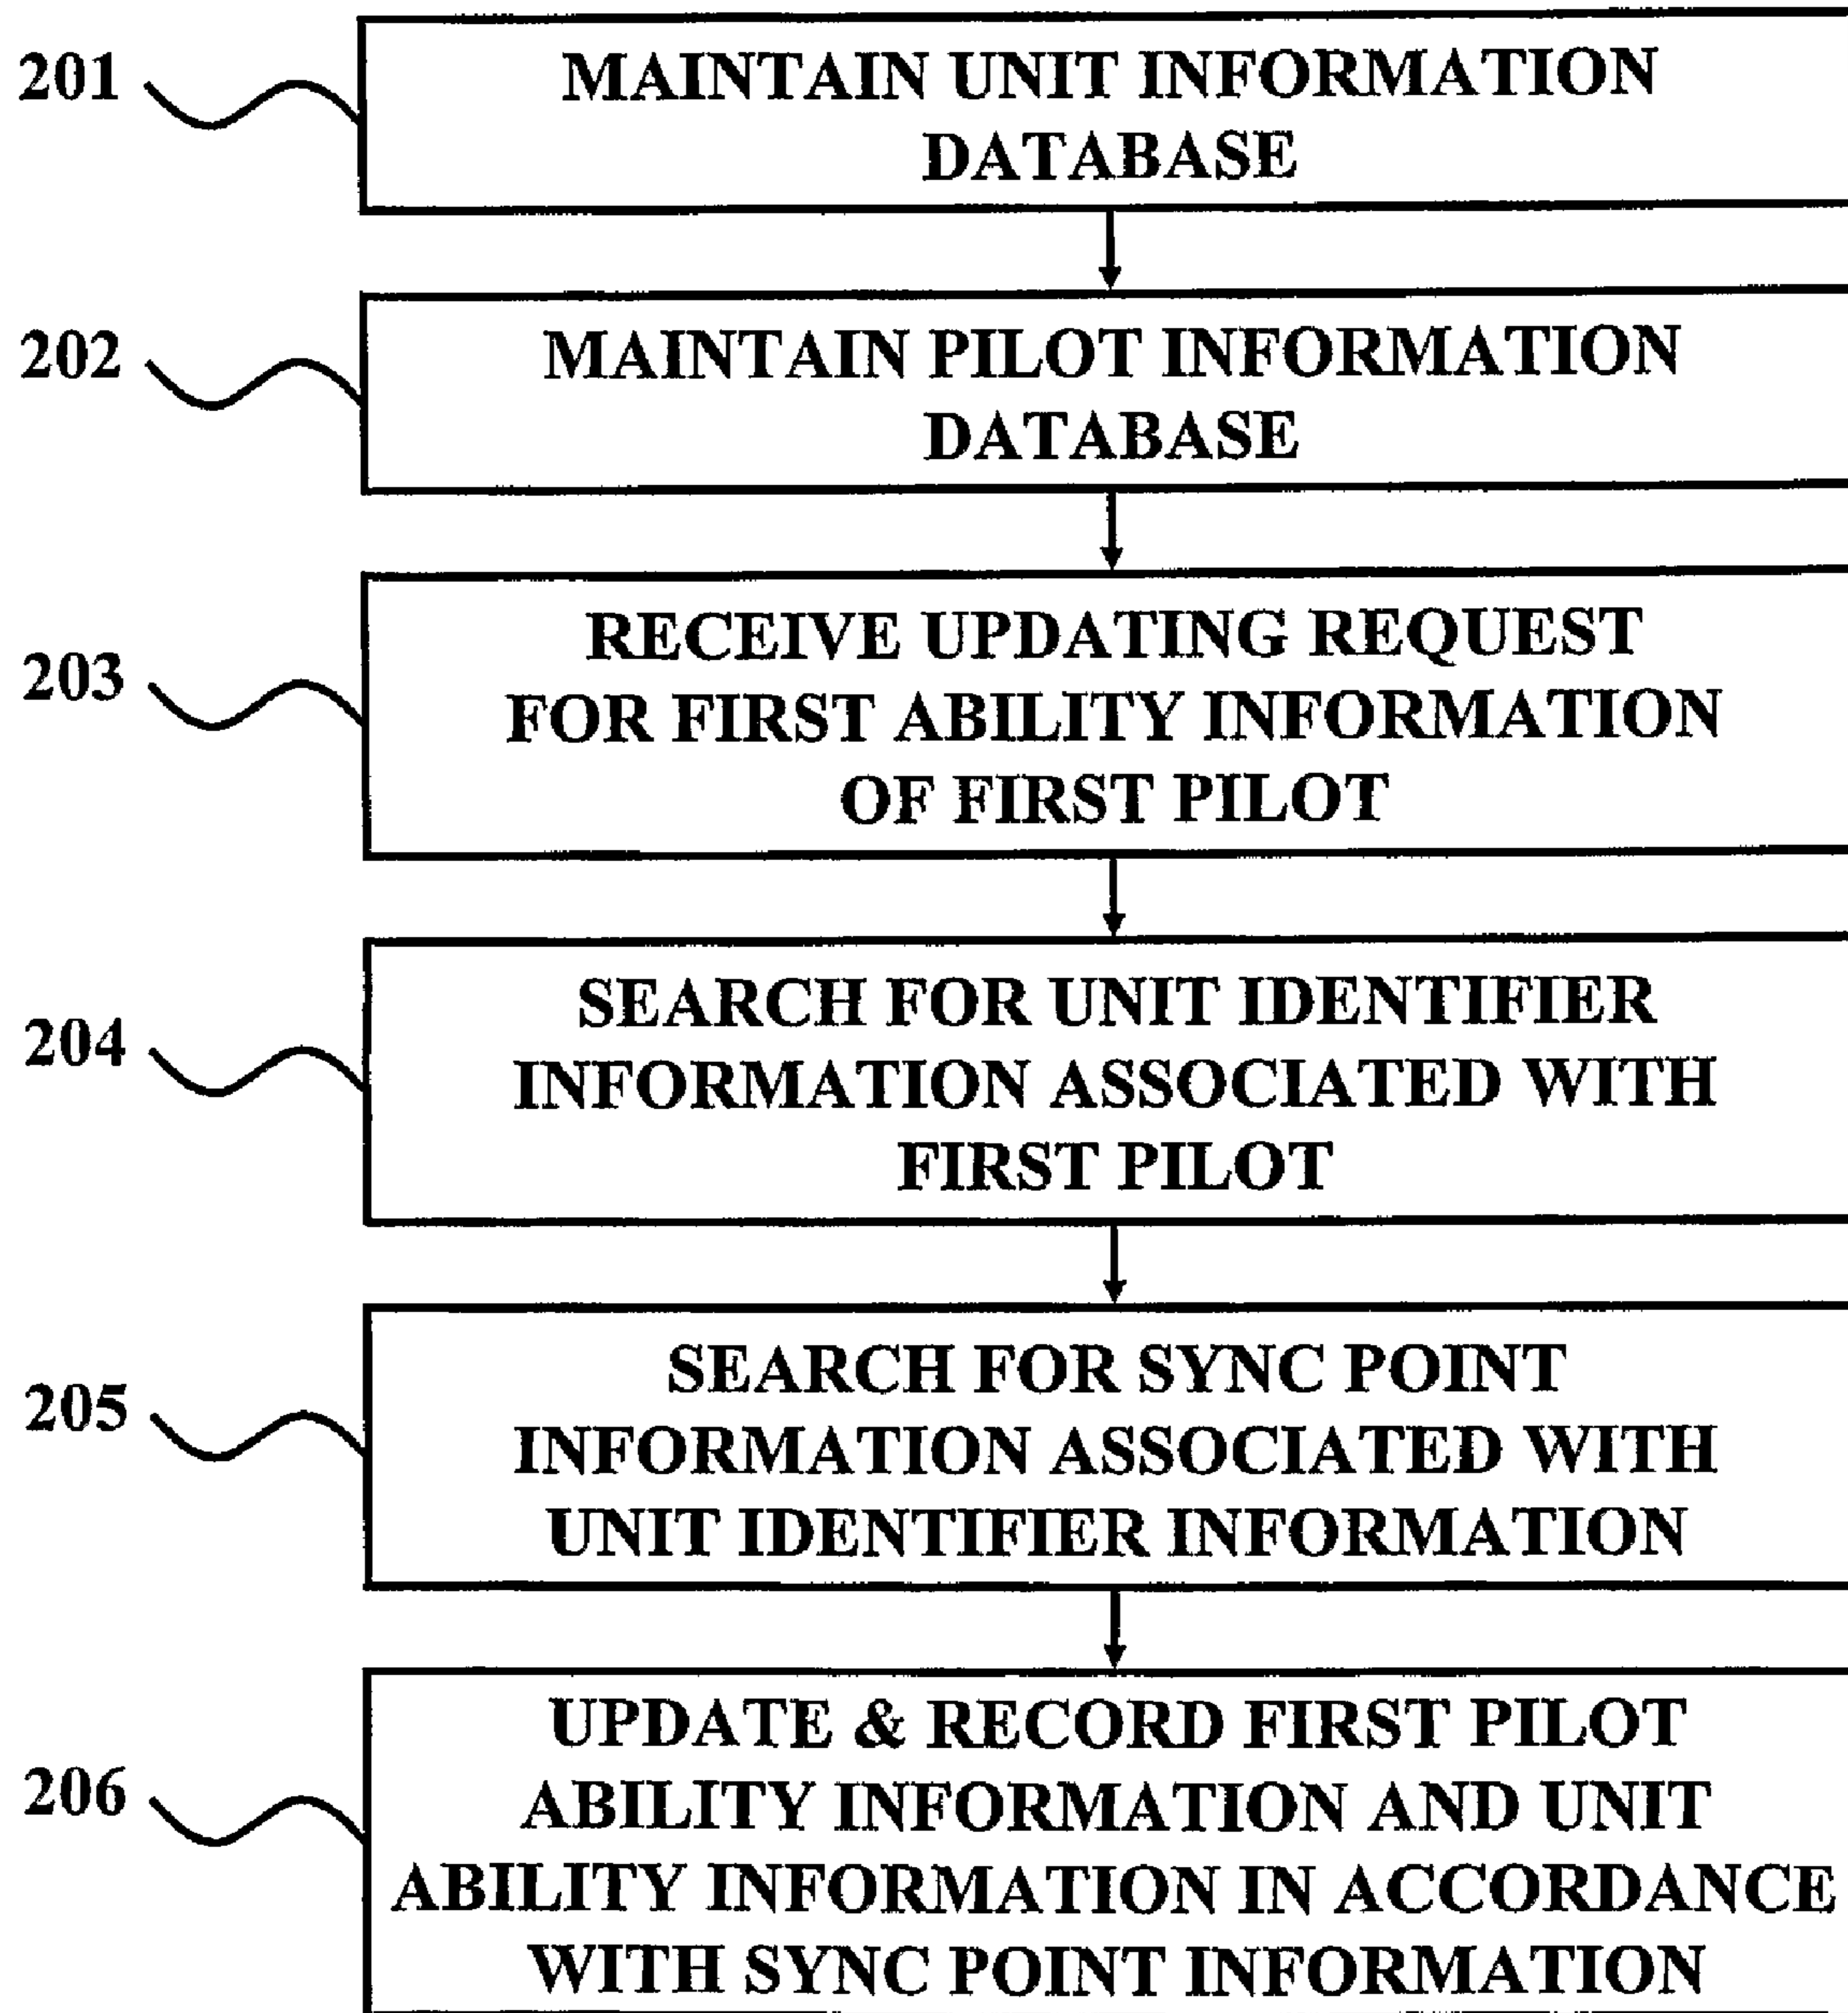 201
MAINTAIN UNIT INFORMATION
DATABASE
202
MAINTAIN PILOT INFORMATION
DATABASE
203
RECEIVE UPDATING REQUEST
FOR FIRST ABILITY INFORMATION
OF FIRST PILOT
204
SEARCH FOR UNIT IDENTIFIER
INFORMATION ASSOCIATED WITH
FIRST PILOT
205
SEARCH FOR SYNC POINT
INFORMATION ASSOCIATED WITH
UNIT IDENTIFIER INFORMATION
206
UPDATE & RECORD FIRST PILOT
ABILITY INFORMATION AND UNIT
ABILITY INFORMATION IN ACCORDANCE
WITH SYNC POINT INFORMATION